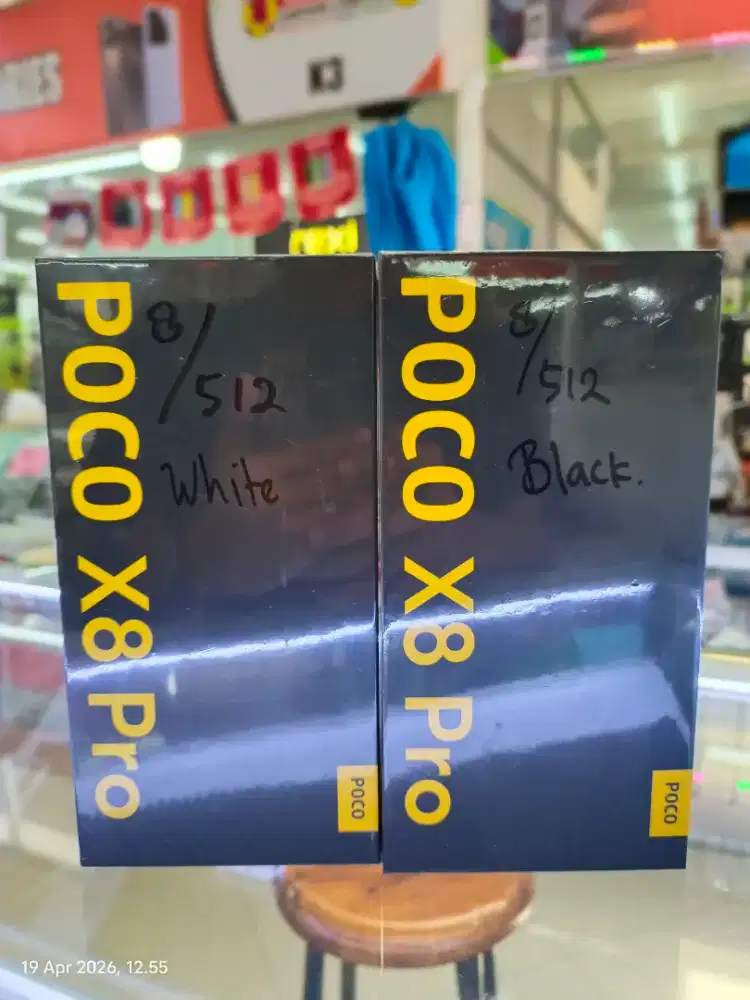 K3
POCO X8 Pro
8/512
White
POCO
POCO X8 Pro
8/512
Black.
POCO
19 Apr 2026, 12.55